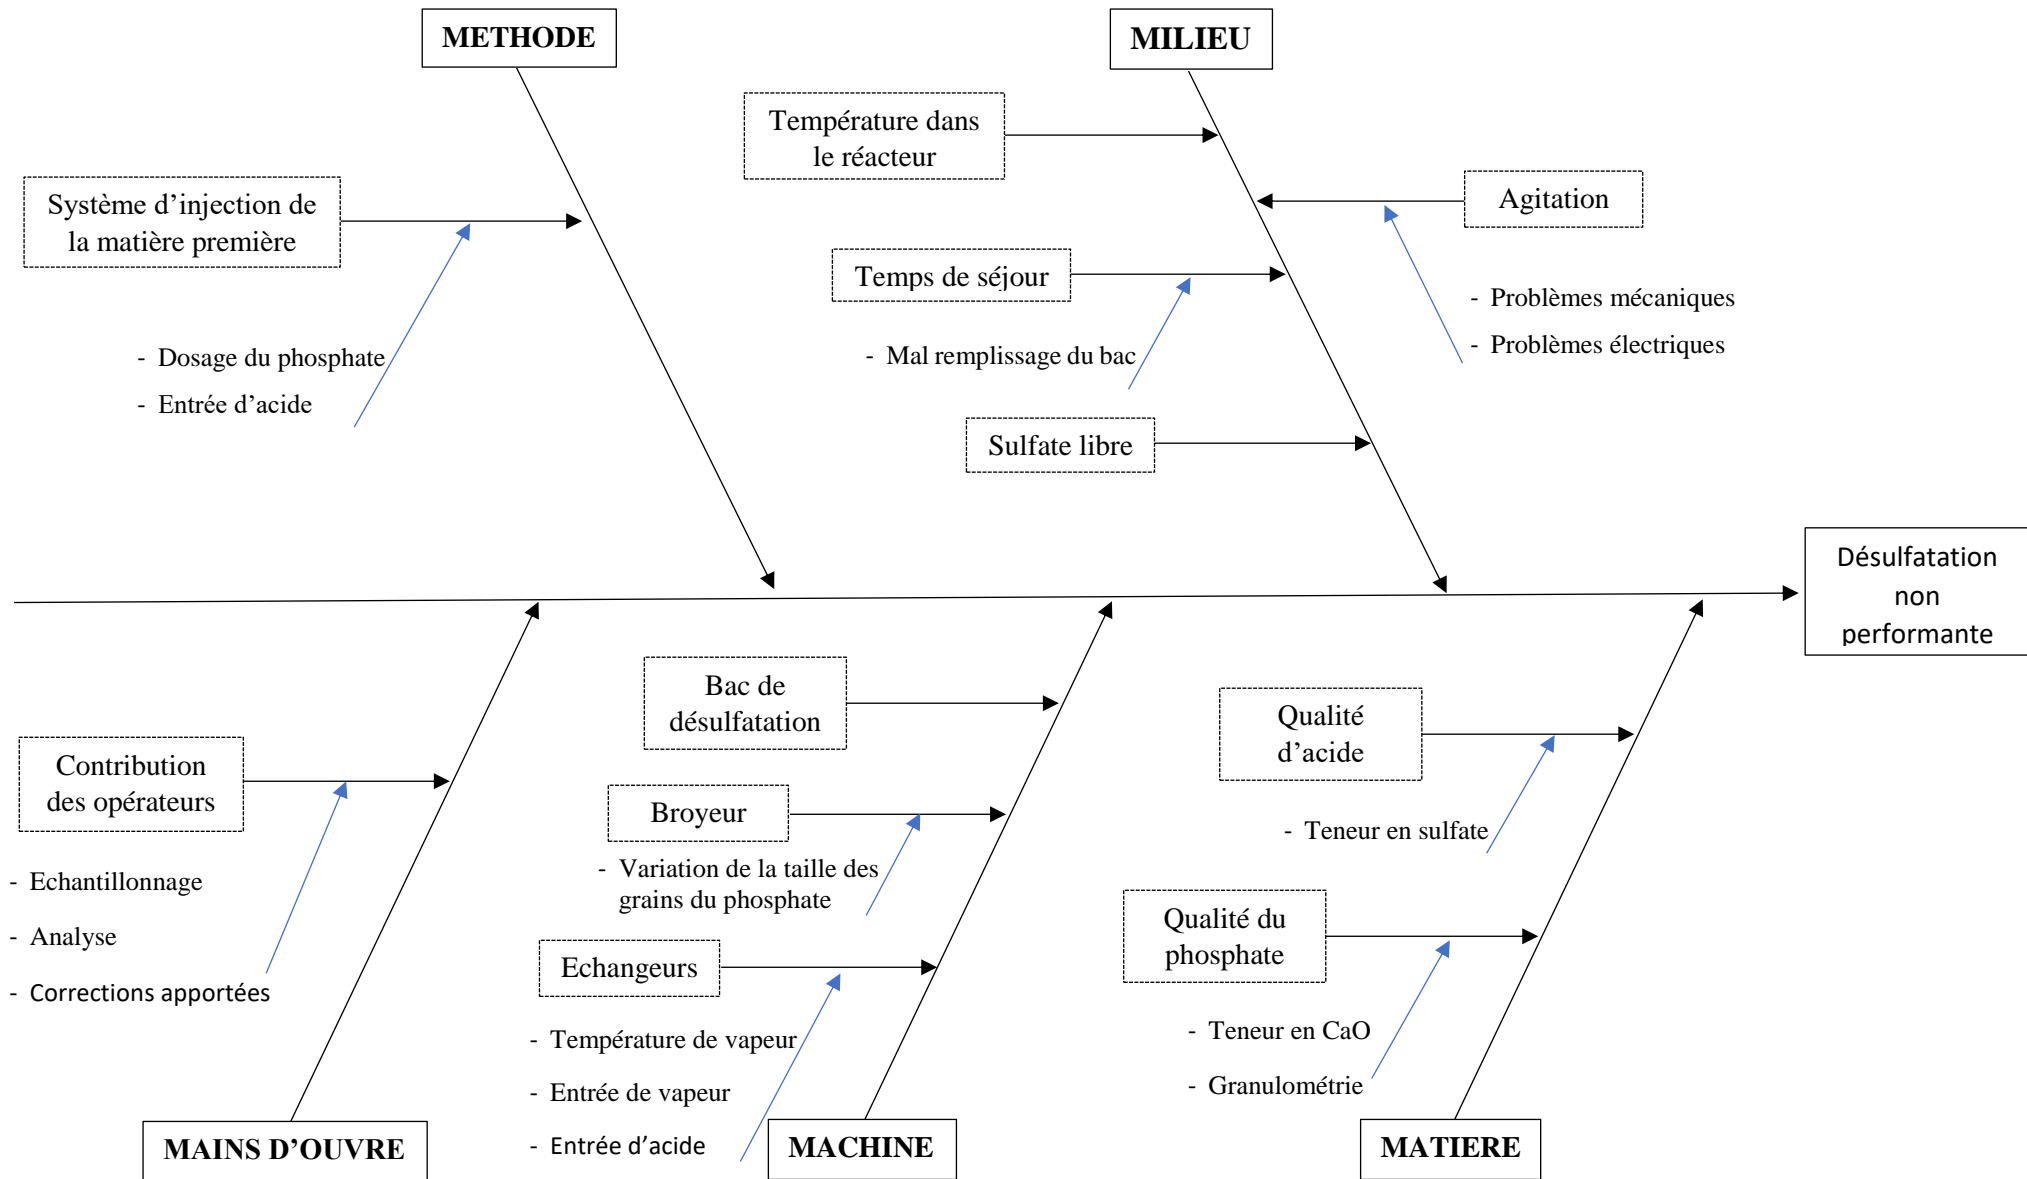 METHODE
MILIEU
Température dans
le réacteur
Système d’injection de
la matière première
Agitation
Temps de séjour
- Problèmes mécaniques
- Problèmes électriques
- Dosage du phosphate
- Entrée d’acide
- Mal remplissage du bac
Sulfate libre
Désulfatation
non
performante
Bac de
désulfatation
Qualité
d’acide
Contribution
des opérateurs
Broyeur
- Teneur en sulfate
- Echantillonnage
- Analyse
- Corrections apportées
- Variation de la taille des
grains du phosphate
Qualité du
phosphate
Echangeurs
- Température de vapeur
- Entrée de vapeur
- Entrée d’acide
- Teneur en CaO
- Granulométrie
MAINS D’OUVRE
MACHINE
MATIERE